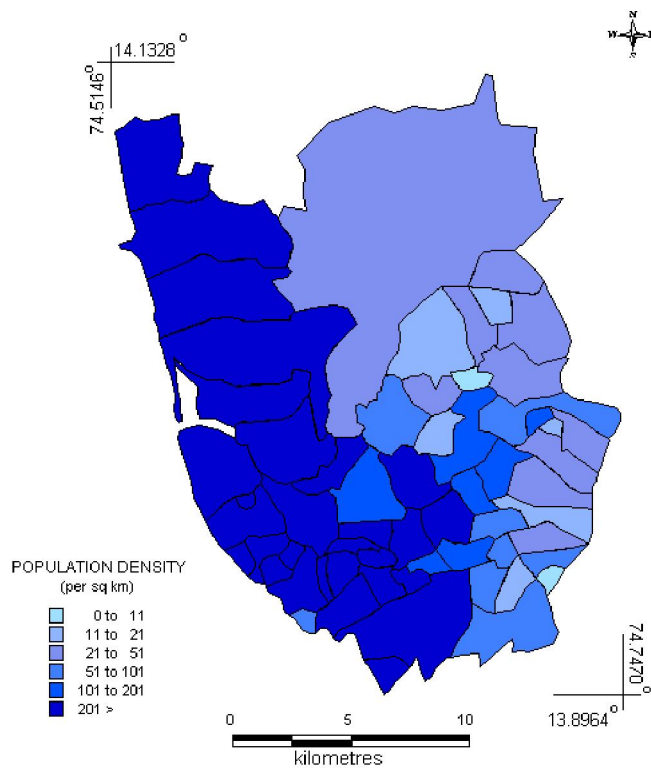 14.1328°
74.5146°
N
W
POPULATION DENSITY
(per sq km)
0 to 11
11 to 21
21 to 51
51 to 101
101 to 201
201 >
74.7470°
13.8964°
0 5 10
kilometres